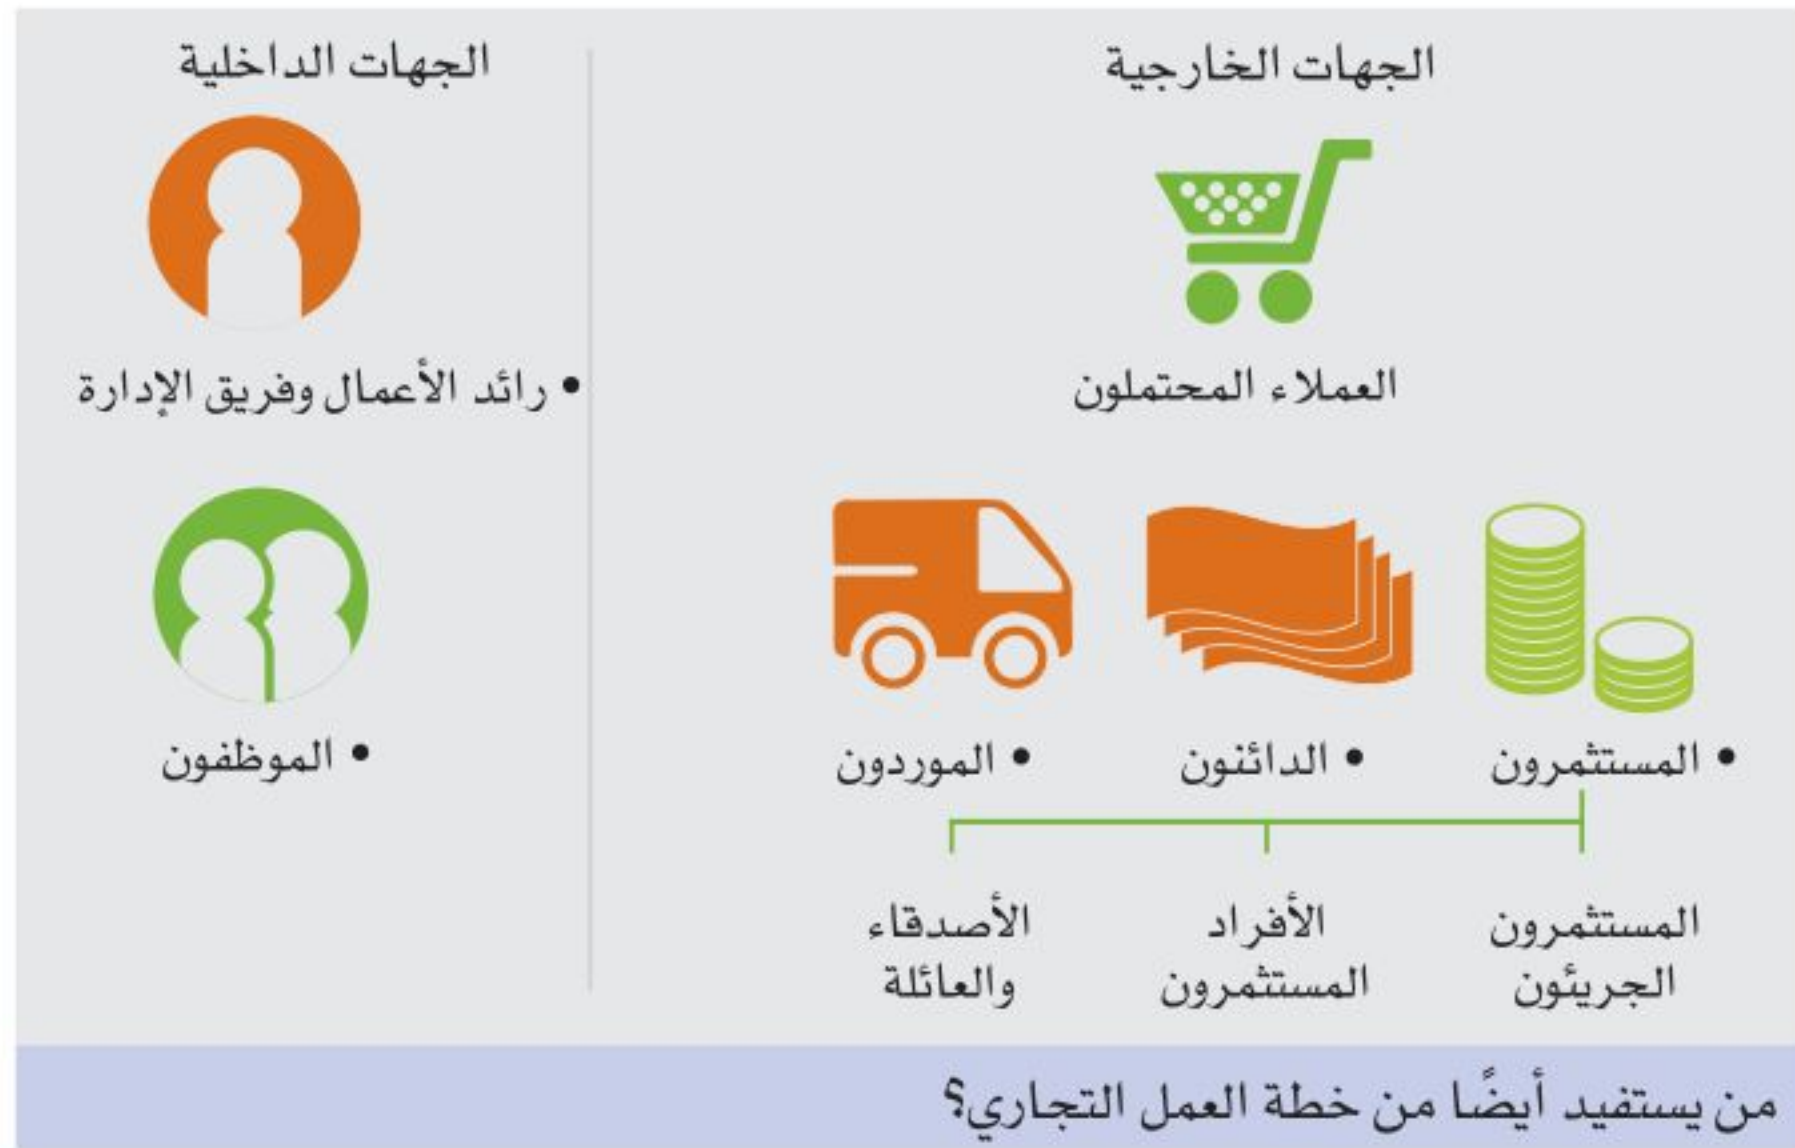 الجهات الخارجية
العملاء المحتملون
• المستثمرون
• الدائنون
• الموردون
المستثمرون
الجريئون
الأفراد
المستثمرون
الأصدقاء
والعائلة
الجهات الداخلية
• رائد الأعمال وفريق الإدارة
• الموظفون
من يستفيد أيضًا من خطة العمل التجاري؟